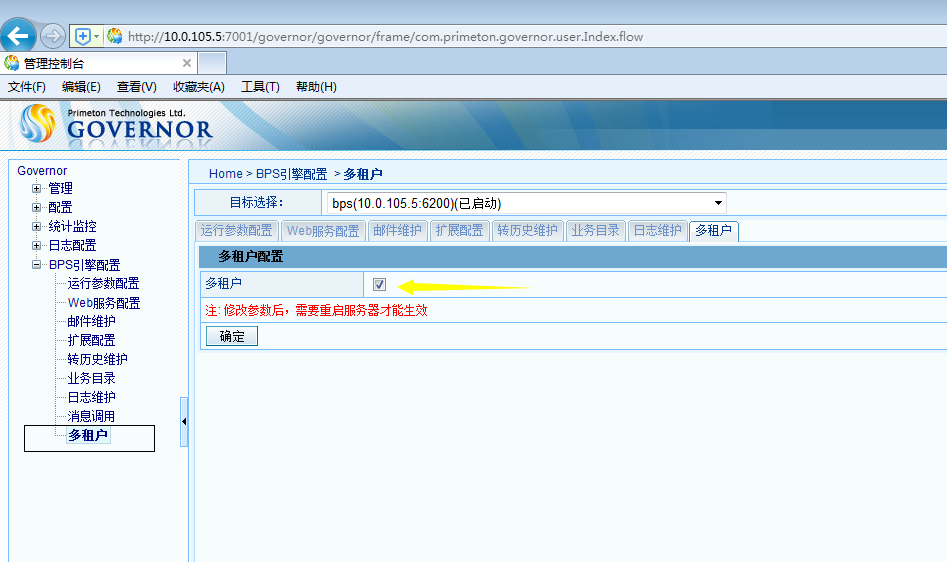 http://10.0.105.5:7001/governor/governor/frame/com.primeton.governor.user.Index.flow
管理控制台
文件(F) 编辑(E) 查看(V) 收藏夹(A) 工具(T) 帮助(H)
Primeton Technologies Ltd.
GOVERNOR
Governor
管理
配置
统计监控
日志配置
BPS引擎配置
运行参数配置
Web服务配置
邮件维护
扩展配置
转历史维护
业务目录
日志维护
消息调用
多租户
Home > BPS引擎配置 > 多租户
目标选择: bps(10.0.105.5:6200)(已启动)
运行参数配置 Web服务配置 邮件维护 扩展配置 转历史维护 业务目录 日志维护 多租户
多租户配置
多租户
注: 修改参数后，需要重启服务器才能生效
确定